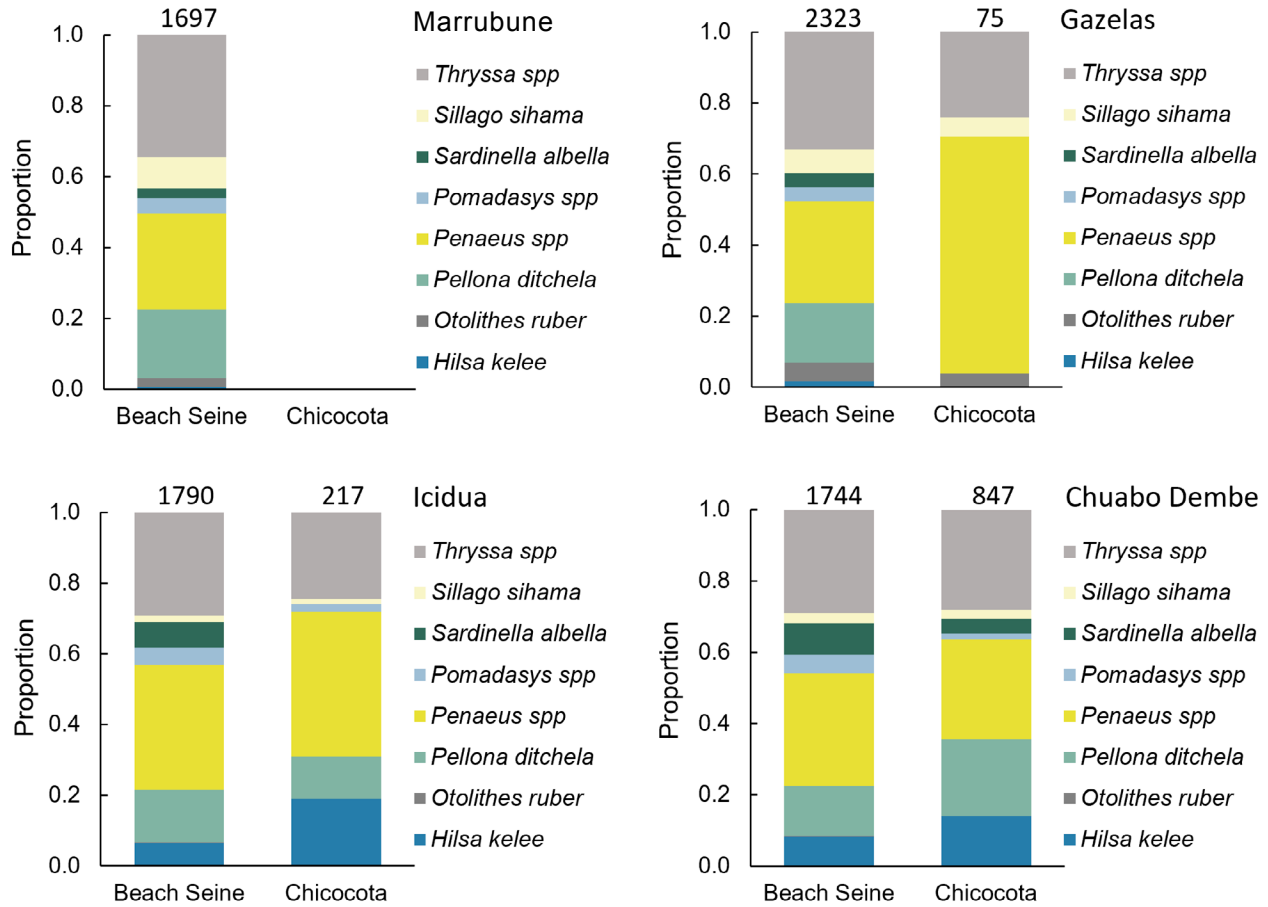 1697
Marrubune
1.0
0.8
0.6
0.4
0.2
0.0
Proportion
Beach Seine
Chicocota
Thryssa spp
Sillago sihama
Sardinella albella
Pomadasys spp
Penaeus spp
Pellona ditchela
Otolithes ruber
Hilsa kelee
2323
75
Gazelas
1.0
0.8
0.6
0.4
0.2
0.0
Proportion
Beach Seine
Chicocota
Thryssa spp
Sillago sihama
Sardinella albella
Pomadasys spp
Penaeus spp
Pellona ditchela
Otolithes ruber
Hilsa kelee
1790
217
Icidua
1.0
0.8
0.6
0.4
0.2
0.0
Proportion
Beach Seine
Chicocota
Thryssa spp
Sillago sihama
Sardinella albella
Pomadasys spp
Penaeus spp
Pellona ditchela
Otolithes ruber
Hilsa kelee
1744
847
Chuabo Dembe
1.0
0.8
0.6
0.4
0.2
0.0
Proportion
Beach Seine
Chicocota
Thryssa spp
Sillago sihama
Sardinella albella
Pomadasys spp
Penaeus spp
Pellona ditchela
Otolithes ruber
Hilsa kelee